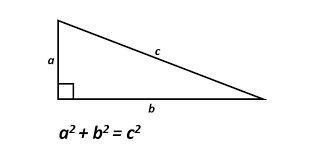 a
c
b
a² + b² = c²